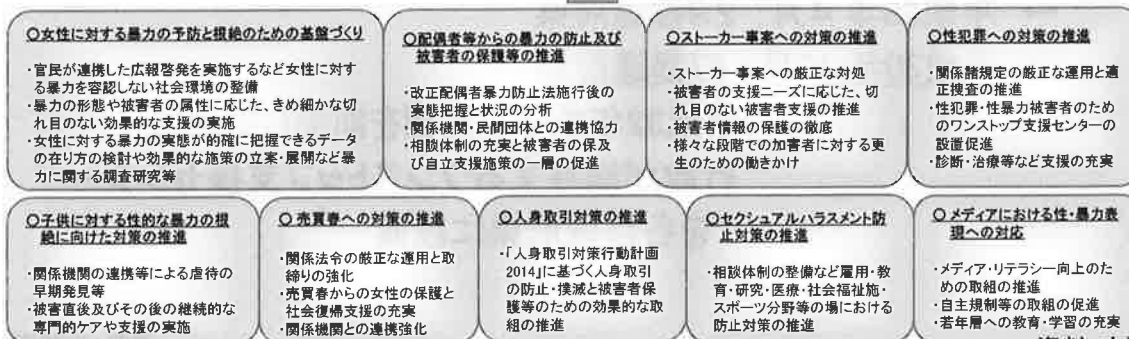 ○女性に対する暴力の予防と根絶のための基盤づくり
・官民が連携した広報啓発を実施するなど女性に対す
る暴力を容認しない社会環境の整備
・暴力の形態や被害者の属性に応じた、きめ細かな切
れ目のない効果的な支援の実施
・女性に対する暴力の実態が的確に把握できるデータ
の在り方の検討や効果的な施策の立案・展開など暴
力に関する調査研究等
○配偶者等からの暴力の防止及び
被害者の保護等の推進
・改正配偶者暴力防止法施行後の
実態把握と状況の分析
・関係機関・民間団体との連携協力
・相談体制の充実と被害者の保及
び自立支援施策の一層の促進
○ストーカー事案への対策の推進
・ストーカー事案への厳正な対処
・被害者の支援ニーズに応じた、切
れ目のない被害者支援の推進
・被害者情報の保護の徹底
・様々な段階での加害者に対する更
生のための働きかけ
○性犯罪への対策の推進
・関係諸規定の厳正な運用と適
正捜査の推進
・性犯罪・性暴力被害者のため
のワンストップ支援センターの
設置促進
・診断・治療等など支援の充実
○子供に対する性的な暴力の根
絶に向けた対策の推進
・関係機関の連携等による虐待の
早期発見等
・被害直後及びその後の継続的な
専門的ケアや支援の実施
○売買春への対策の推進
・関係法令の厳正な運用と取
締りの強化
・売買春からの女性の保護と
社会復帰支援の充実
・関係機関との連携強化
○人身取引対策の推進
・「人身取引対策行動計画
2014」に基づく人身取引
の防止・撲滅と被害者保
護等のための効果的な取
組の推進
○セクシュアルハラスメント防
止対策の推進
・相談体制の整備など雇用・教
育・研究・医療・社会福祉施・
スポーツ分野等の場における
防止対策の推進
○メディアにおける性・暴力表
現への対応
・メディア・リテラシー向上のた
めの取組の推進
・自主規制等の取組の促進
・若年層への教育・学習の充実